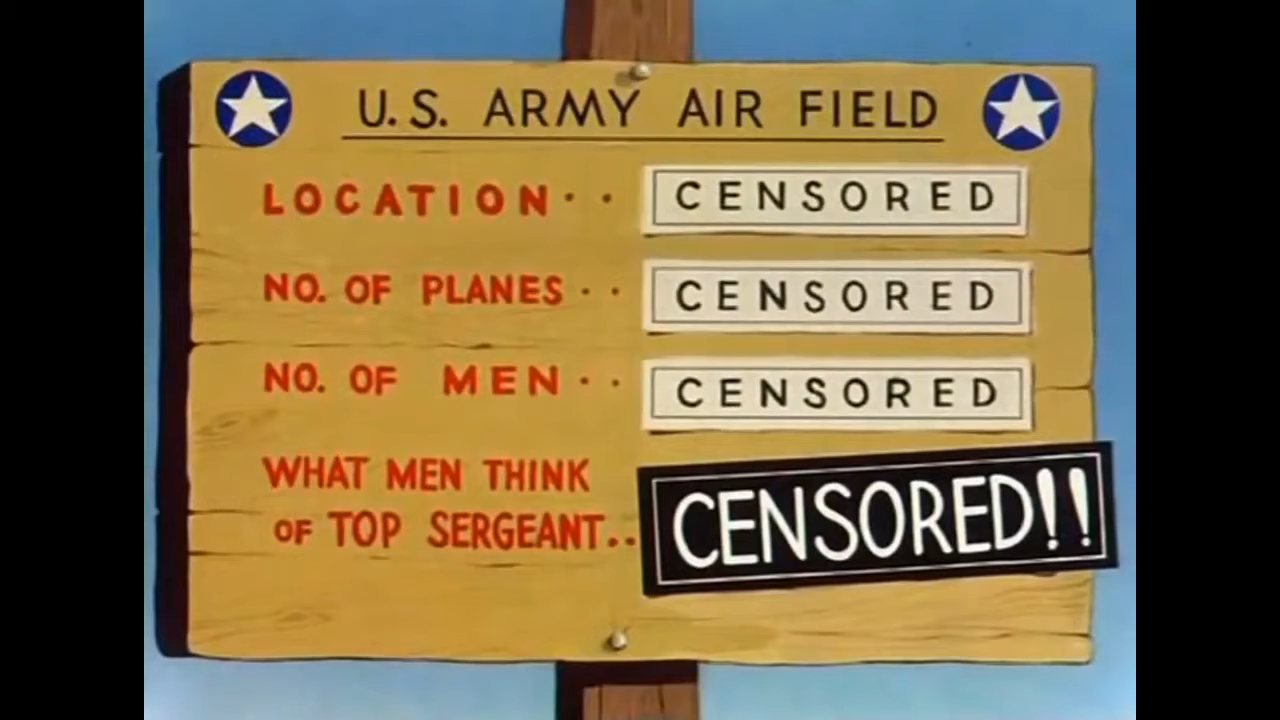 U.S. ARMY AIR FIELD
LOCATION.. CENSORED
NO. OF PLANES.. CENSORED
NO. OF MEN.. CENSORED
WHAT MEN THINK
OF TOP SERGEANT.. CENSORED!!